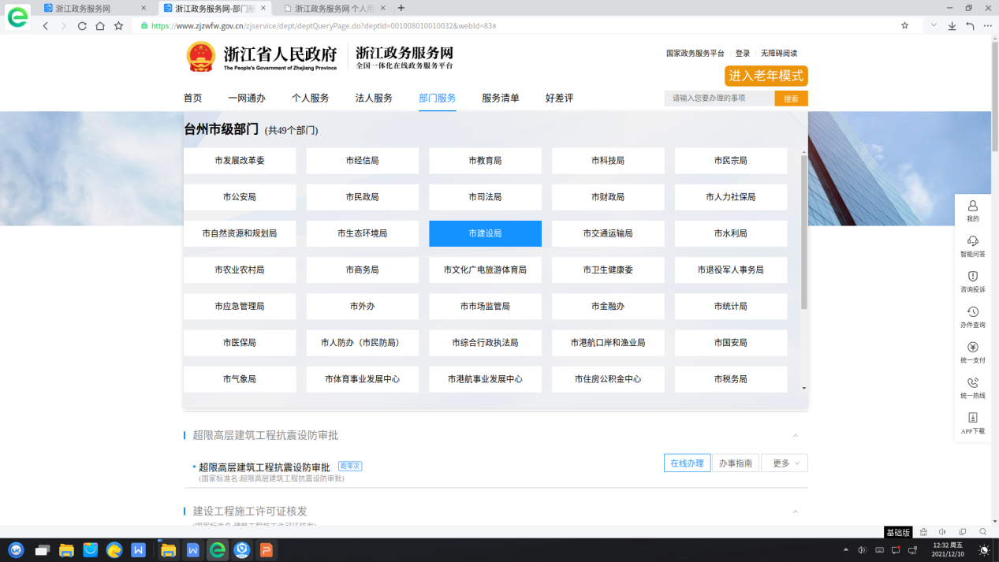 浙江政务服务网
浙江政务服务网-部门服
浙江政务服务网 个人用
https://www.zjzwfw.gov.cn/zjservice/dept/deptQueryPage.do?deptId=001008010010032&webId=83#
浙江省人民政府
The People's Government of Zhejiang Province
浙江政务服务网
全国一体化在线政务服务平台
国家政务服务平台 登录 无障碍阅读
进入老年模式
首页 一网通办 个人服务 法人服务 部门服务 服务清单 好差评
请输入您要办理的事项 搜索
台州市级部门 (共49个部门)
市发展改革委 市经信局 市教育局 市科技局 市民宗局
市公安局 市民政局 市司法局 市财政局 市人力社保局
市自然资源和规划局 市生态环境局 市建设局 市交通运输局 市水利局
市农业农村局 市商务局 市文化广电旅游体育局 市卫生健康委 市退役军人事务局
市应急管理局 市外办 市市场监管局 市金融办 市统计局
市医保局 市人防办（市民防局） 市综合行政执法局 市港航口岸和渔业局 市国安局
市气象局 市体育事业发展中心 市港航事业发展中心 市住房公积金中心 市税务局
我的
智能问答
咨询投诉
办件查询
统一支付
统一热线
APP下载
超限高层建筑工程抗震设防审批
超限高层建筑工程抗震设防审批 跑零次
(国家标准名:超限高层建筑工程抗震设防审批)
在线办理 办事指南 更多
建设工程施工许可证核发
(国家标准名:建筑工程施工许可证核发)
基础版
12:32 周五
2021/12/10